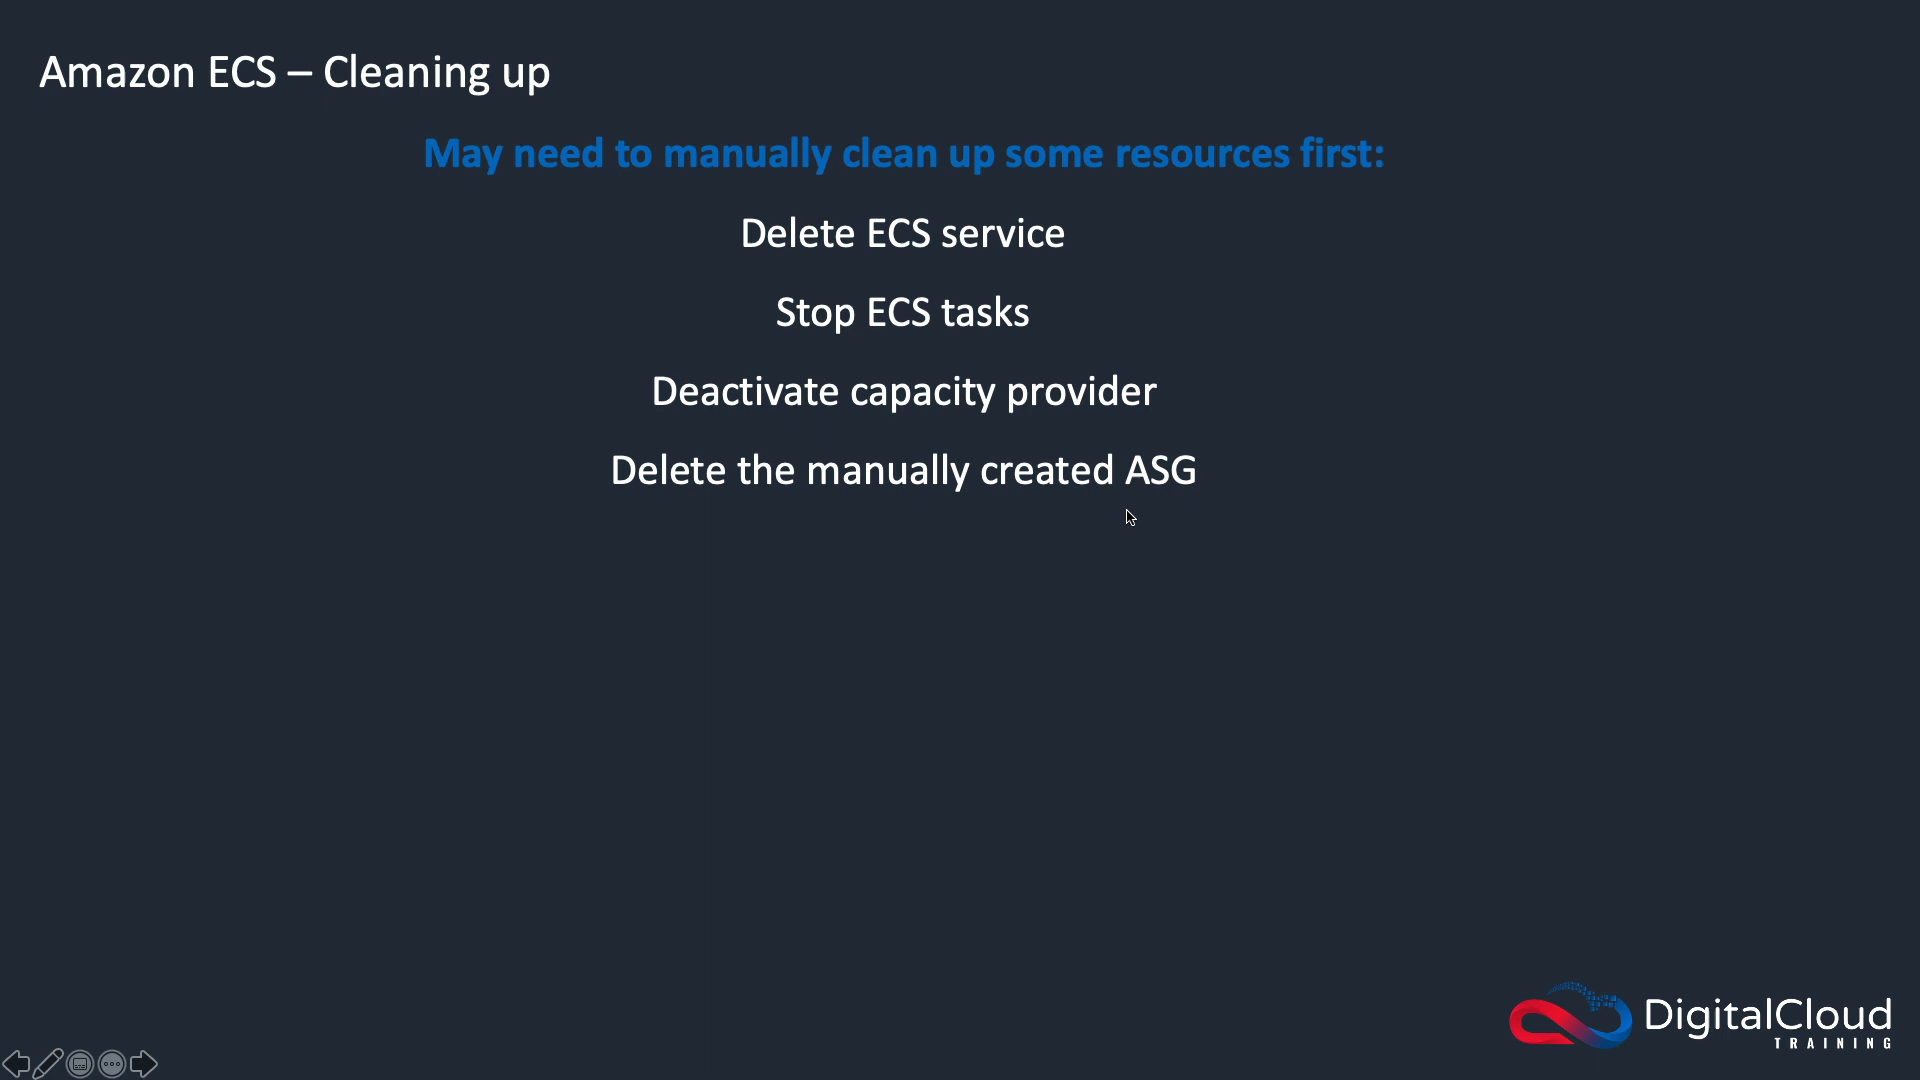 Amazon ECS – Cleaning up
May need to manually clean up some resources first:
Delete ECS service
Stop ECS tasks
Deactivate capacity provider
Delete the manually created ASG
DigitalCloud
TRAINING